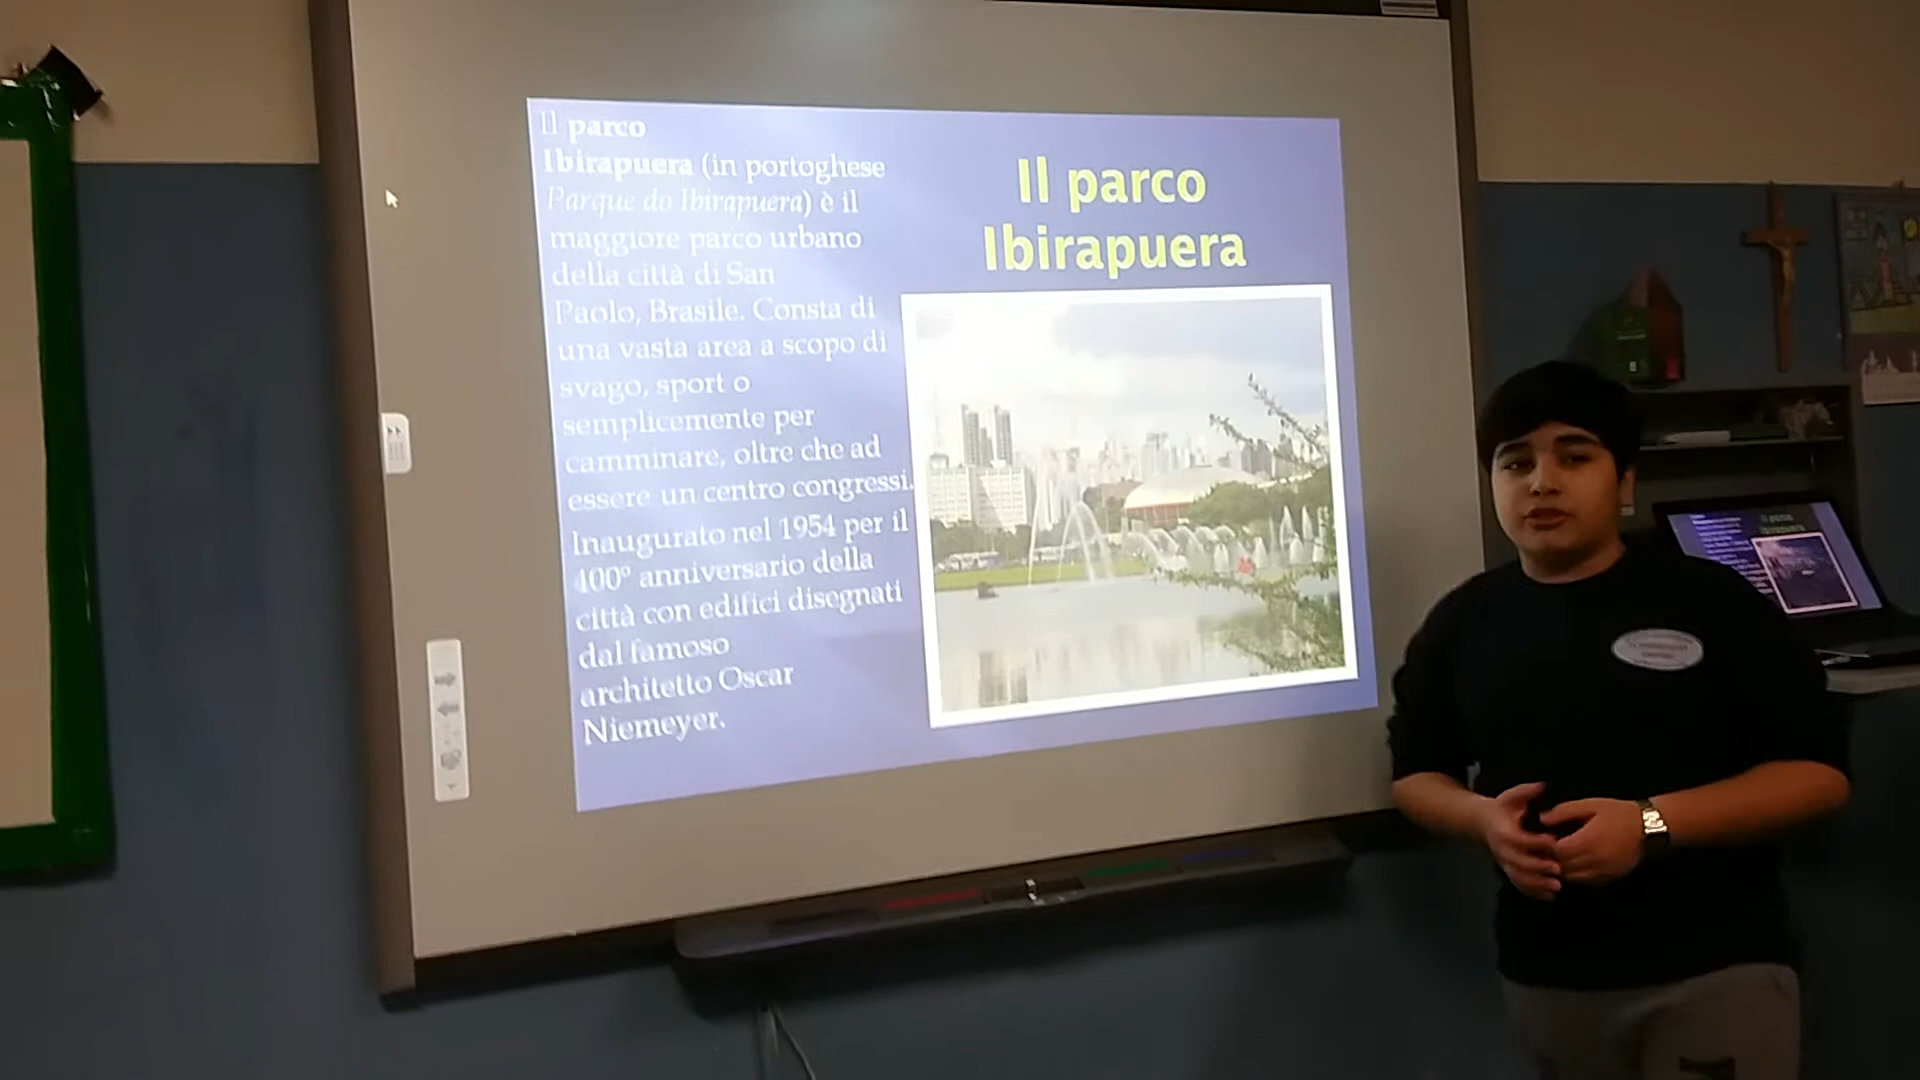 Il parco
Ibirapuera (in portoghese
Parque do Ibirapuera) è il
maggiore parco urbano
della città di San
Paolo, Brasile. Consta di
una vasta area a scopo di
svago, sport o
semplicemente per
camminare, oltre che ad
essere un centro congressi.
Inaugurato nel 1954 per il
400° anniversario della
città con edifici disegnati
dal famoso
architetto Oscar
Niemeyer.
Il parco
Ibirapuera
Il parco
Ibirapuera